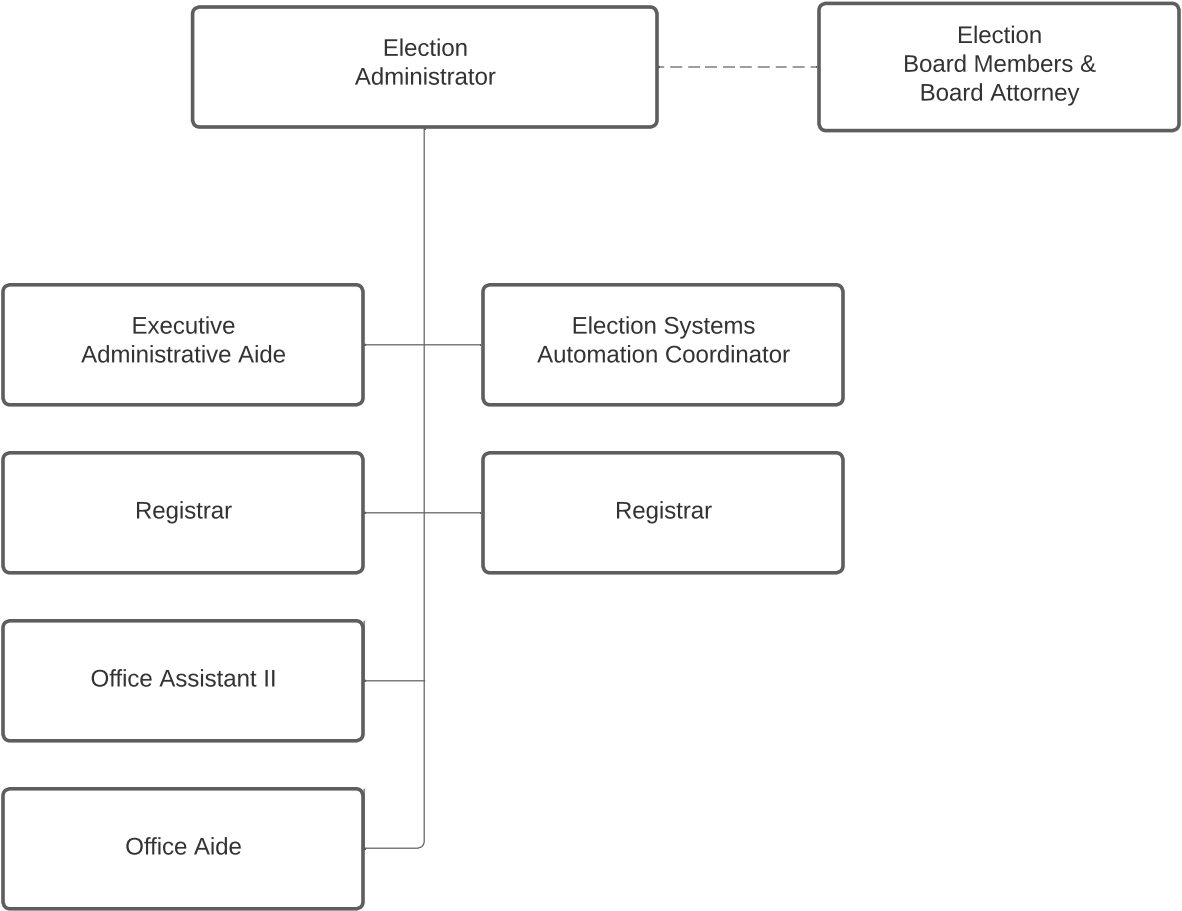 Election
Administrator
Election
Board Members &
Board Attorney
Executive
Administrative Aide
Election Systems
Automation Coordinator
Registrar
Registrar
Office Assistant II
Office Aide